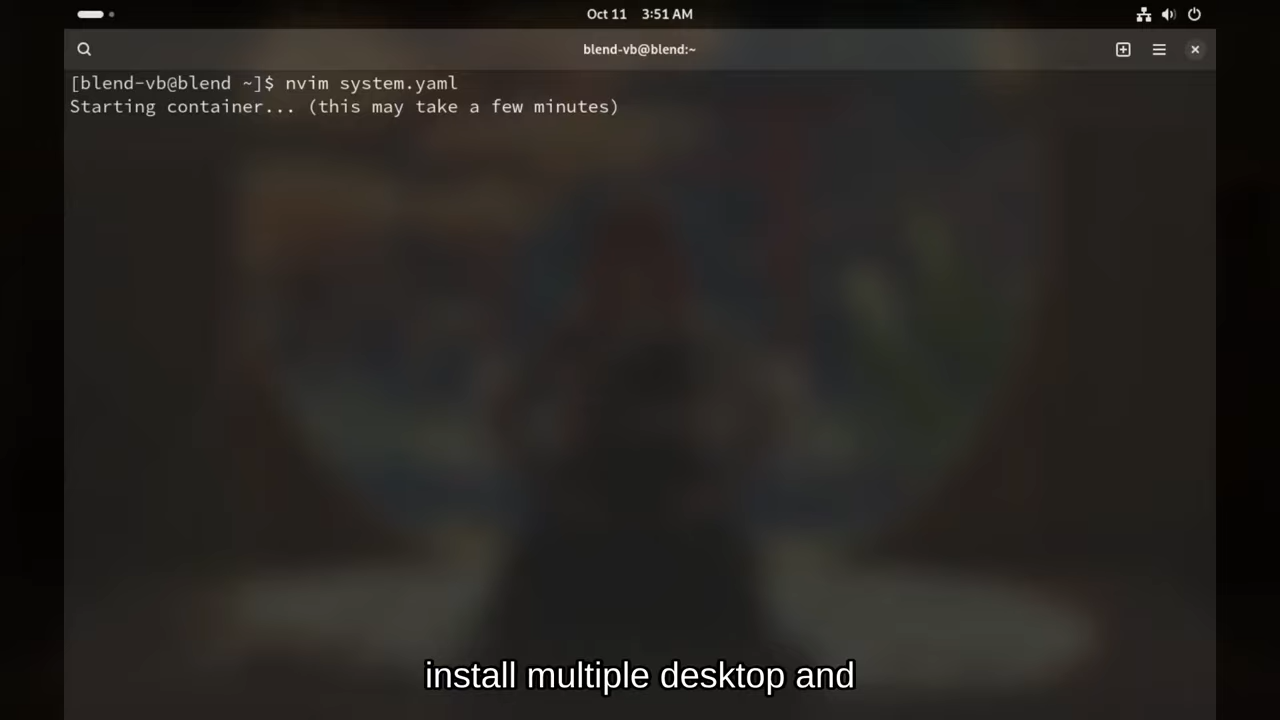 Oct 11 3:51 AM
blend-vb@blend:~
[blend-vb@blend ~]$ nvim system.yaml
Starting container... (this may take a few minutes)
install multiple desktop and